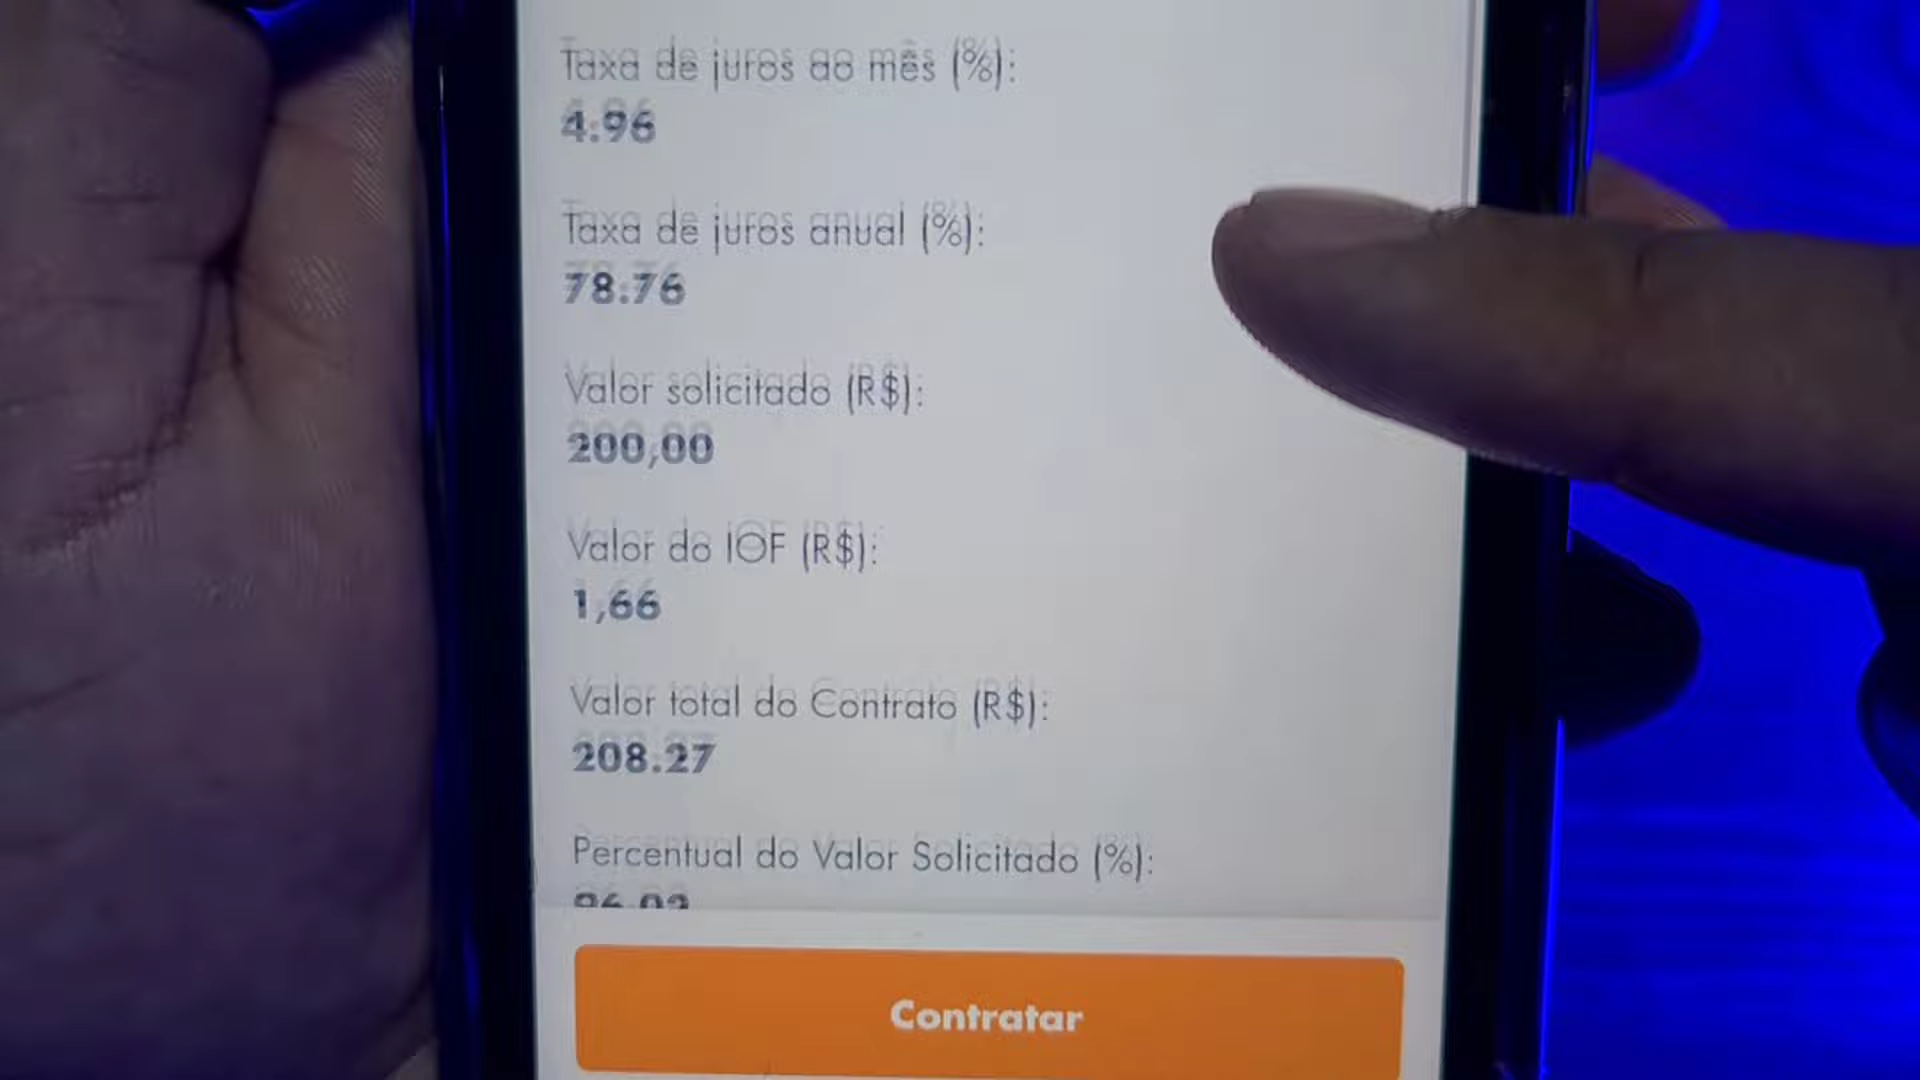 Taxa de juros ao mês (%):
4.96
Taxa de juros anual (%):
78.76
Valor solicitado (R$):
200,00
Valor do IOF (R$):
1,66
Valor total do Contrato (R$):
208.27
Percentual do Valor Solicitado (%):
Contratar